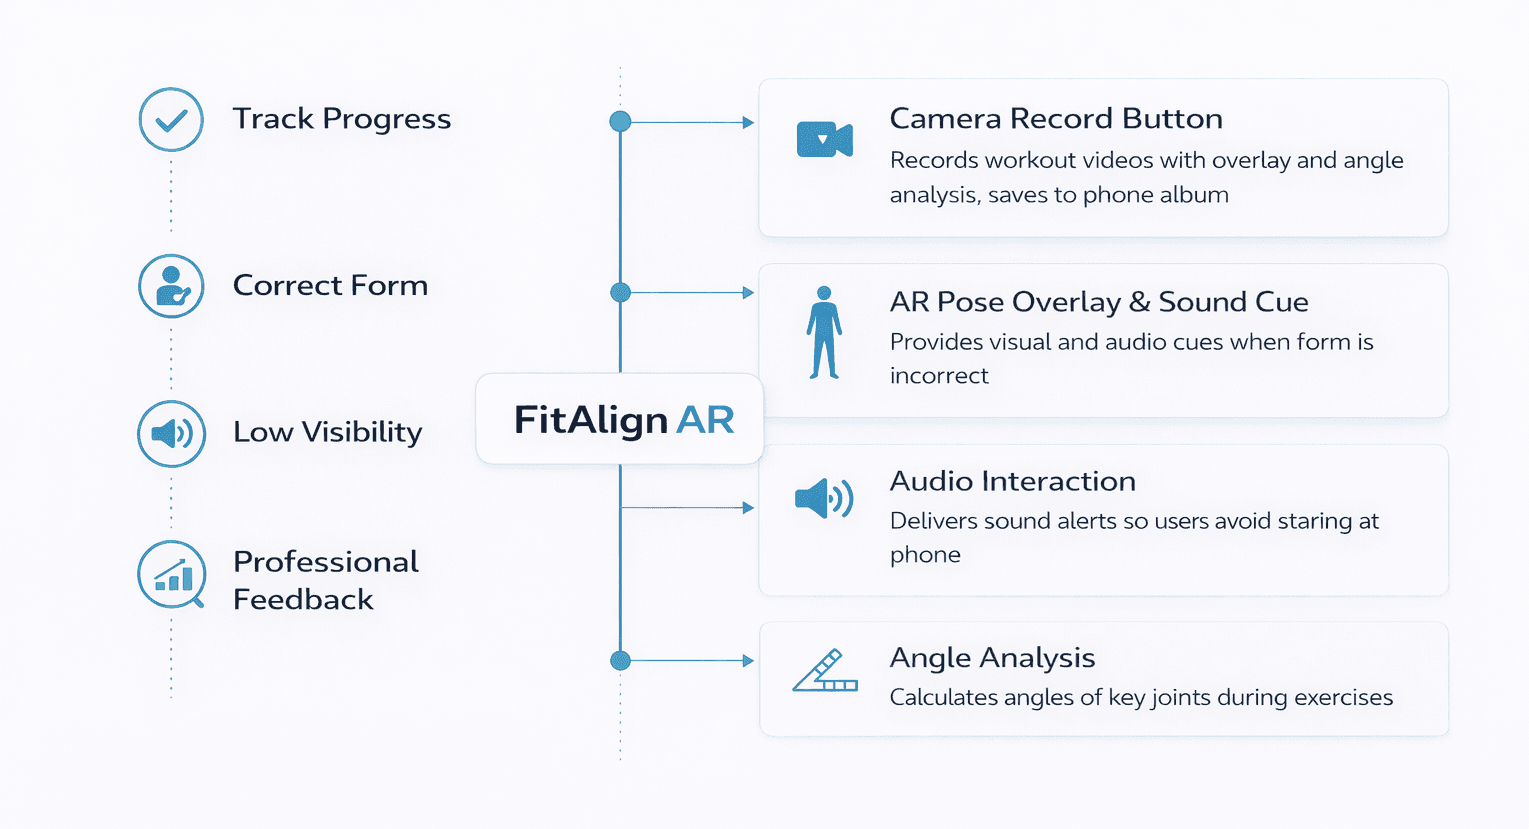 Track Progress
Correct Form
Low Visibility
Professional
Feedback
FitAlign AR
Camera Record Button
Records workout videos with overlay and angle
analysis, saves to phone album
AR Pose Overlay & Sound Cue
Provides visual and audio cues when form is
incorrect
Audio Interaction
Delivers sound alerts so users avoid staring at
phone
Angle Analysis
Calculates angles of key joints during exercises